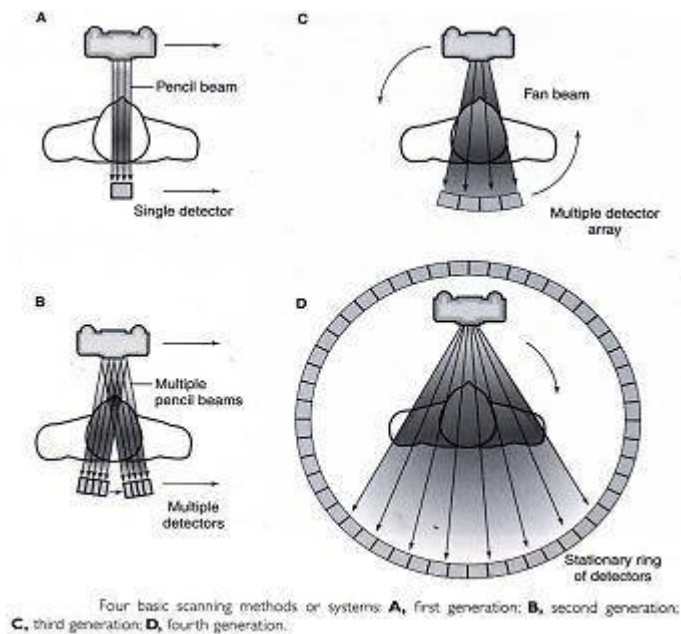 A
Pencil beam
Single detector
B
Multiple
pencil beams
Multiple
detectors
C
Fan beam
Multiple detector
array
D
Stationary ring
of detectors
Four basic scanning methods or systems: A, first generation; B, second generation;
C, third generation; D, fourth generation.